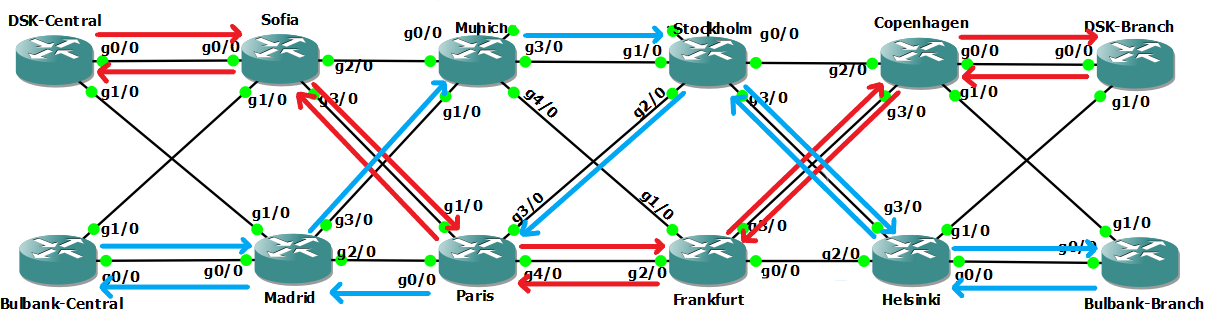 DSK-Central
Sofia
Munich
Stockholm
Copenhagen
DSK-Branch
g0/0
g0/0
g0/0
g3/0
g1/0
g0/0
g0/0
g0/0
g2/0
g2/0
g1/0
g1/0
g3/0
g1/0
g4/0
g2/0
g3/0
g3/0
g1/0
g1/0
g1/0
g1/0
g3/0
g1/0
g3/0
g1/0
g3/0
g3/0
g1/0
g1/0
g0/0
g0/0
g2/0
g0/0
g4/0
g2/0
g0/0
g2/0
g0/0
g0/0
Bulbank-Central
Madrid
Paris
Frankfurt
Helsinki
Bulbank-Branch